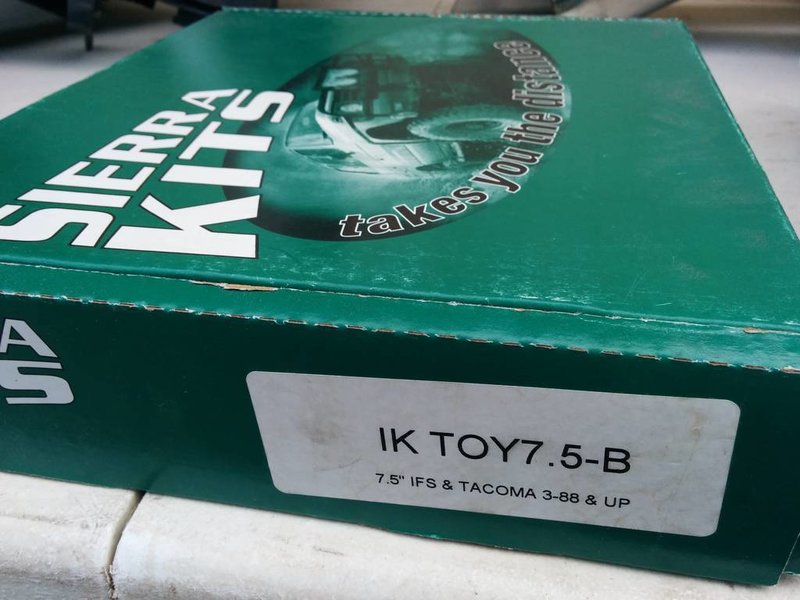 SIERRA
KITS
takes you the distance
A
S
IK TOY7.5-B
7.5" IFS & TACOMA 3-88 & UP